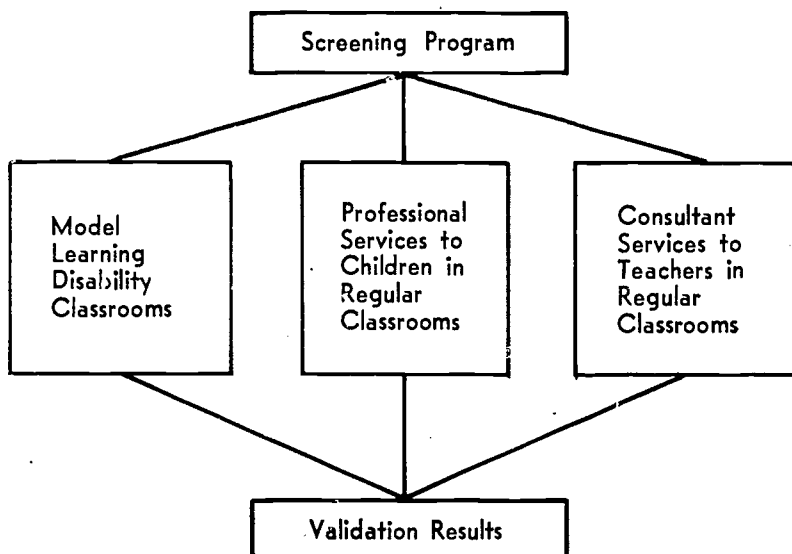 Screening Program
Model
Learning
Disability
Classrooms
Professional
Services to
Children in
Regular
Classrooms
Consultant
Services to
Teachers in
Regular
Classrooms
Validation Results